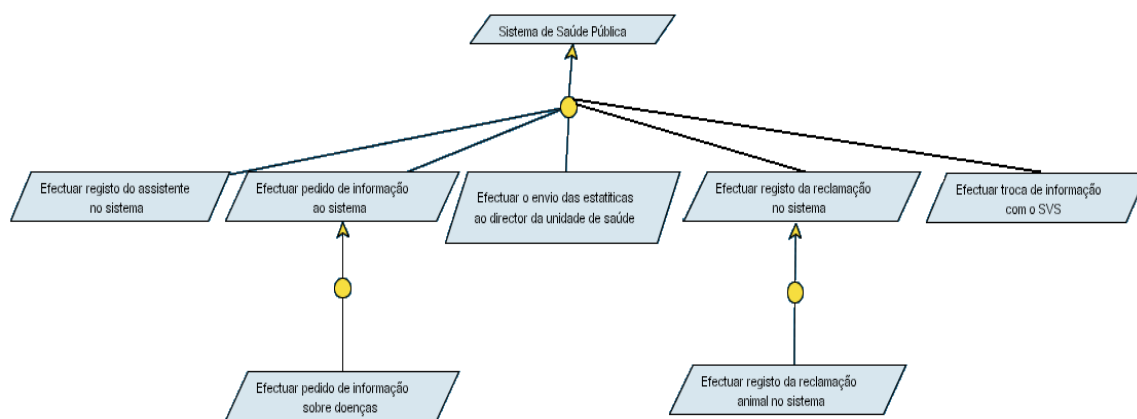 Sistema de Saúde Pública
Efectuar registo do assistente
no sistema
Efectuar pedido de informação
ao sistema
Efectuar o envio das estatíticas
ao director da unidade de saúde
Efectuar registo da reclamação
no sistema
Efectuar troca de informação
com o SVS
Efectuar pedido de informação
sobre doenças
Efectuar registo da reclamação
animal no sistema